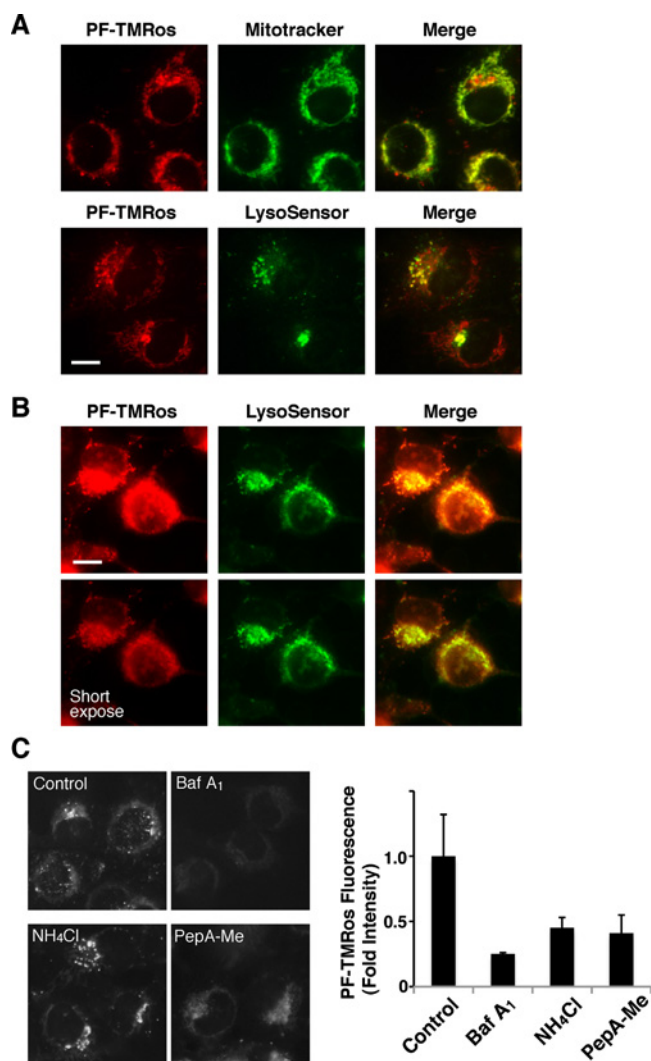 A
PF-TMRos Mitotracker Merge
PF-TMRos LysoSensor Merge
B
PF-TMRos LysoSensor Merge
Short
expose
C
Control Baf A₁
NH₄Cl PepA-Me
PF-TMRos Fluorescence
(Fold Intensity)
1.0
0.5
0
Control Baf A₁ NH₄Cl PepA-Me